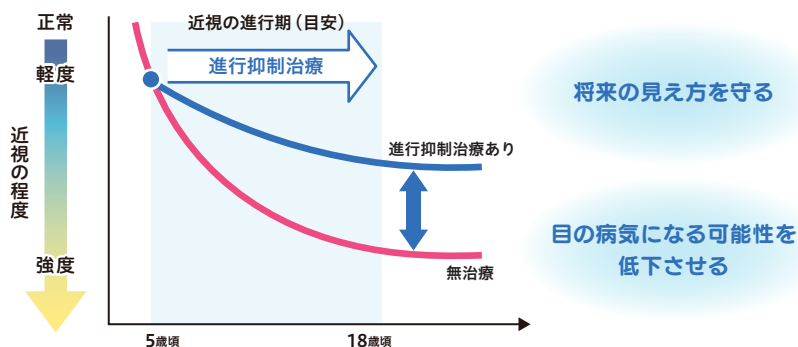 正常
軽度
近視の程度
強度
近視の進行期（目安）
進行抑制治療
進行抑制治療あり
無治療
5歳頃
18歳頃
将来の見え方を守る
目の病気になる可能性を
低下させる